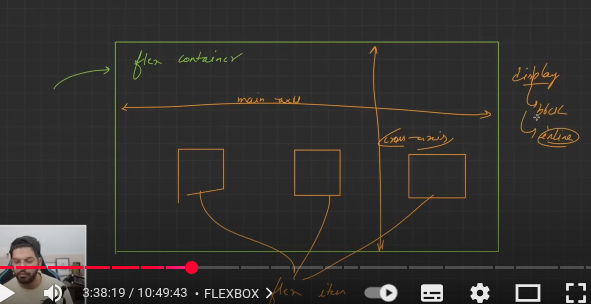 flex container
main axis
cross-axis
display
block
inline
flex item
3:38:19 / 10:49:43 • FLEXBOX >